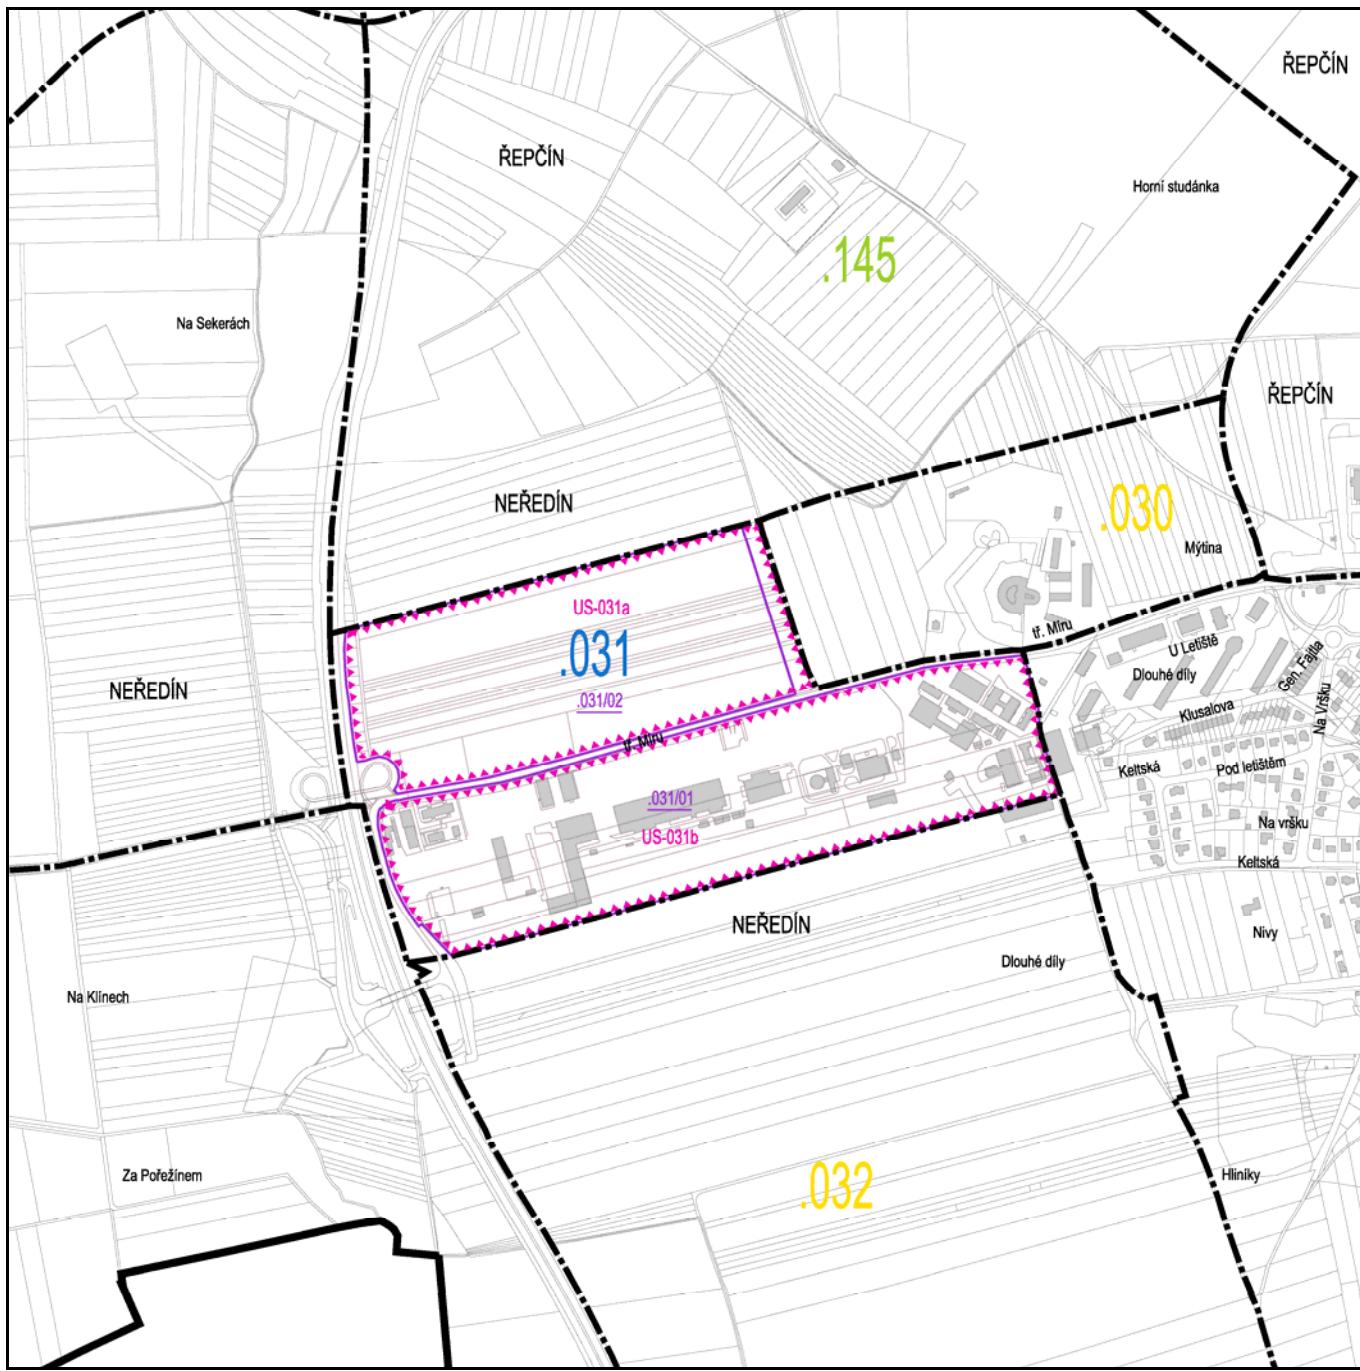 ŘEPČÍN
ŘEPČÍN
Horní studánka
.145
Na Sekerách
ŘEPČÍN
NEŘEDÍN
.030
Mýtina
US-031a
.031
tř. Míru
U Letiště
Gen. Fajtla
NEŘEDÍN
Dlouhé díly
.031/02
Klusalova
Na Vršku
tř. Míru
Keltská
Pod letištěm
.031/01
US-031b
Na vršku
Keltská
NEŘEDÍN
Nivy
Dlouhé díly
Na Klínech
Za Pořežínem
.032
Hliníky